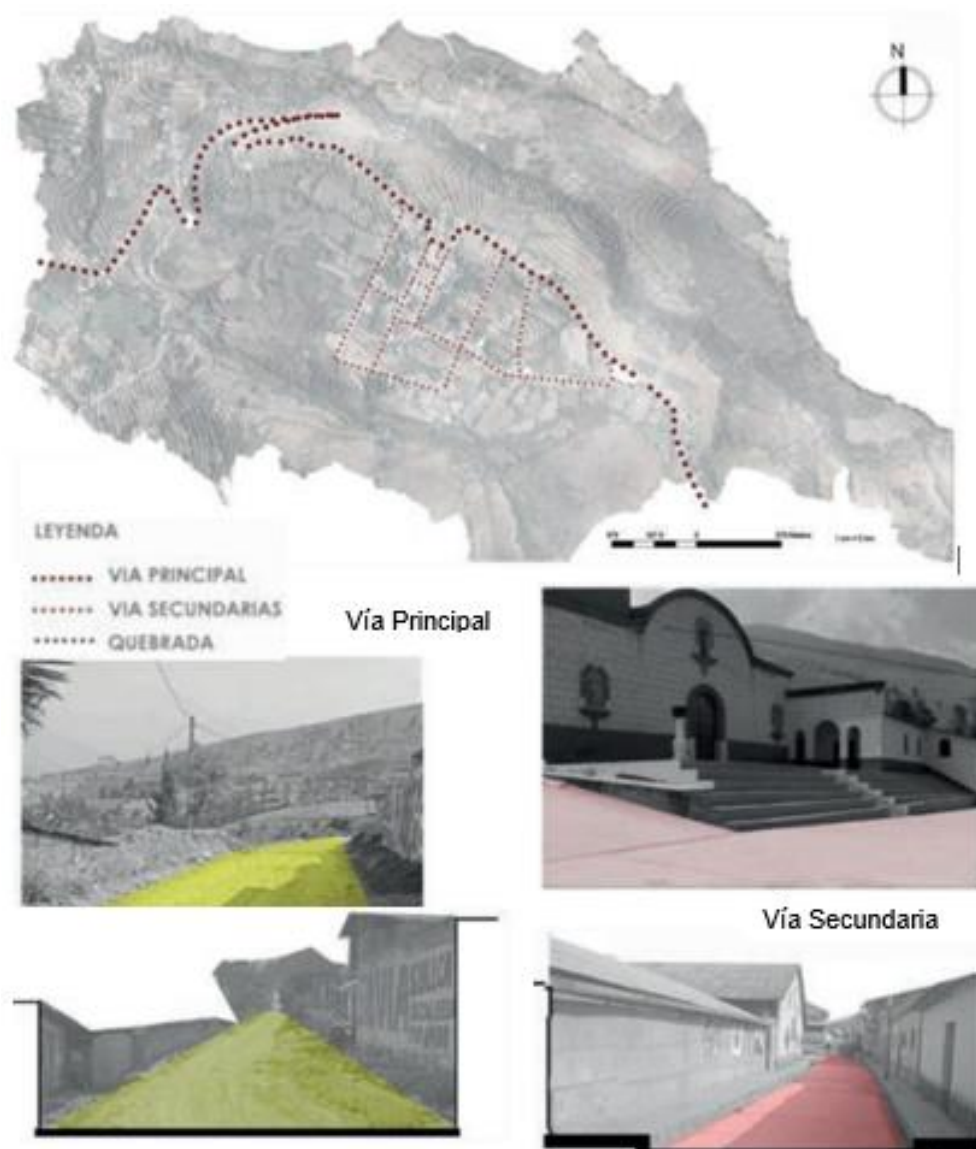 N
LEYENDA
VIA PRINCIPAL
VIA SECUNDARIAS
QUEBRADA
Vía Principal
Vía Secundaria